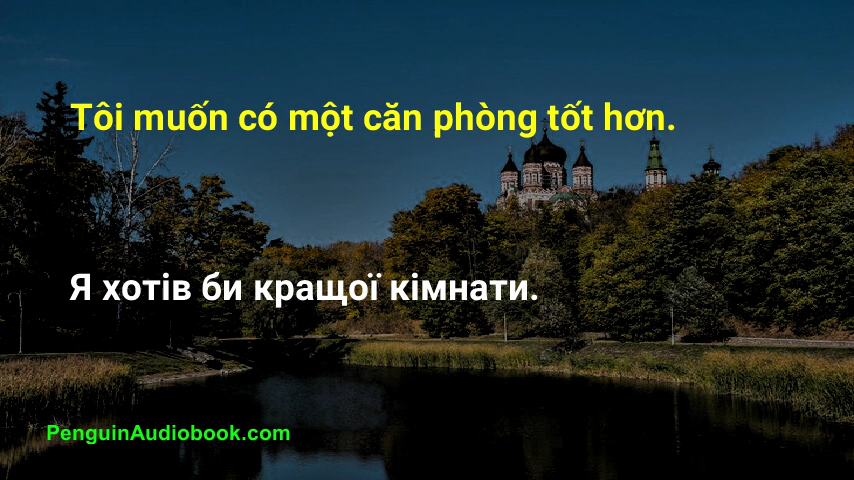 Tôi muốn có một căn phòng tốt hơn.
Я хотів би кращої кімнати.
PenguinAudiobook.com